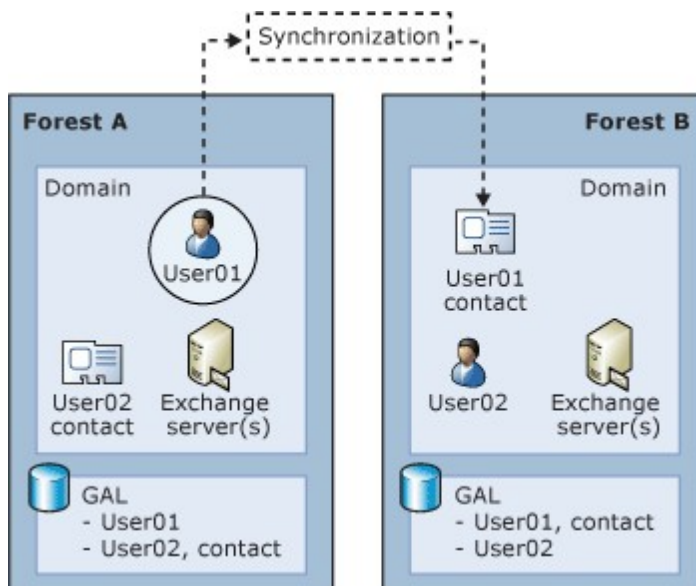 Synchronization
Forest A
Domain
User01
User02
contact
Exchange
server(s)
GAL
- User01
- User02, contact
Forest B
Domain
User01
contact
User02
Exchange
server(s)
GAL
- User01, contact
- User02